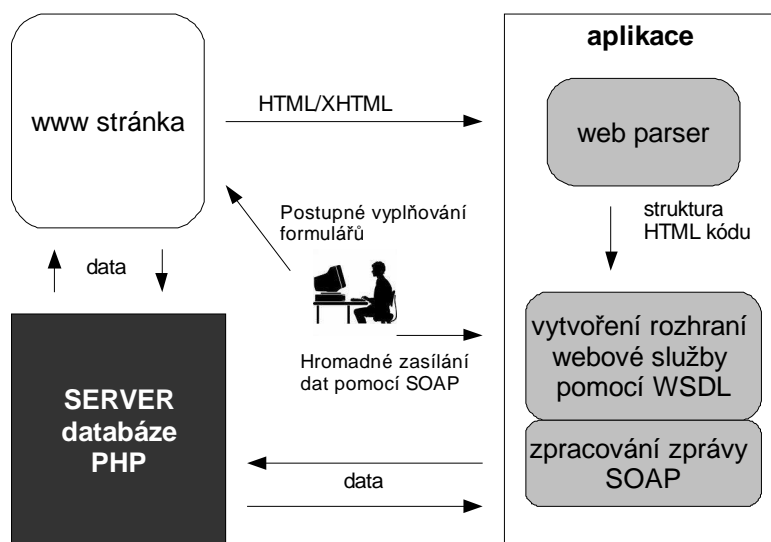 aplikace
www stránka
HTML/XHTML
web parser
Postupné vyplňování
formulářů
struktura
HTML kódu
data
vytvoření rozhraní
webové služby
pomocí WSDL
Hromadné zasílání
dat pomocí SOAP
SERVER
databáze
PHP
zpracování zprávy
SOAP
data